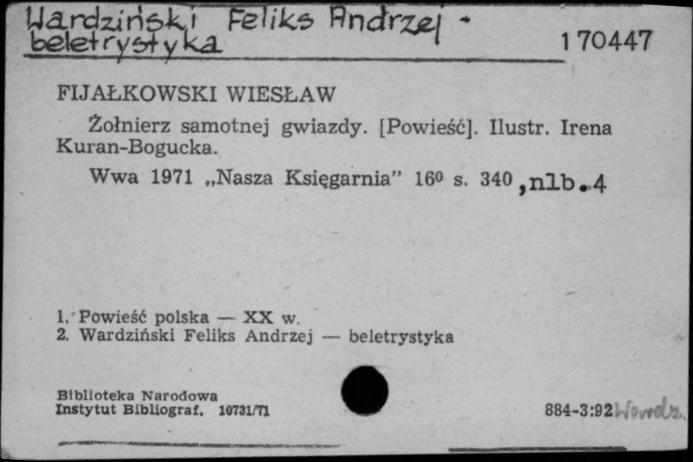 Wardziński Feliks Andrzej -
beletrystyka
170447
FIJAŁKOWSKI WIESŁAW
Żołnierz samotnej gwiazdy. [Powieść]. Ilustr. Irena
Kuran-Bogucka.
Wwa 1971 „Nasza Księgarnia” 16⁰ s. 340 , nlb. 4
1. Powieść polska — XX w.
2. Wardziński Feliks Andrzej — beletrystyka
Biblioteka Narodowa
Instytut Bibliograf. 10731/71
884-3:92